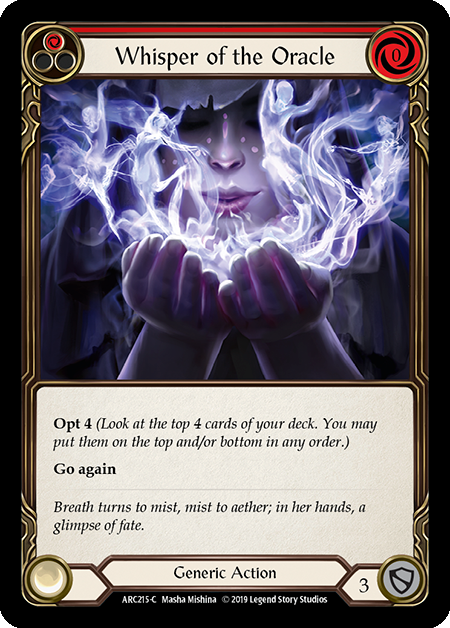 Whisper of the Oracle
0
Opt 4 (Look at the top 4 cards of your deck. You may
put them on the top and/or bottom in any order.)
Go again
Breath turns to mist, mist to aether; in her hands, a
glimpse of fate.
Generic Action
3
ARC215-C Masha Mishina © 2019 Legend Story Studios